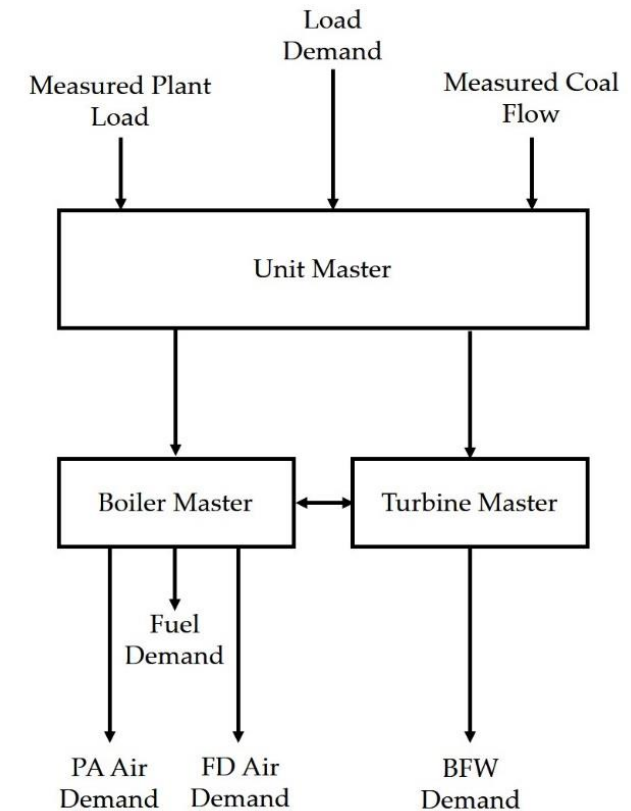 Load
Demand
Measured Plant
Load
Measured Coal
Flow
Unit Master
Boiler Master
Turbine Master
Fuel
Demand
PA Air
Demand
FD Air
Demand
BFW
Demand